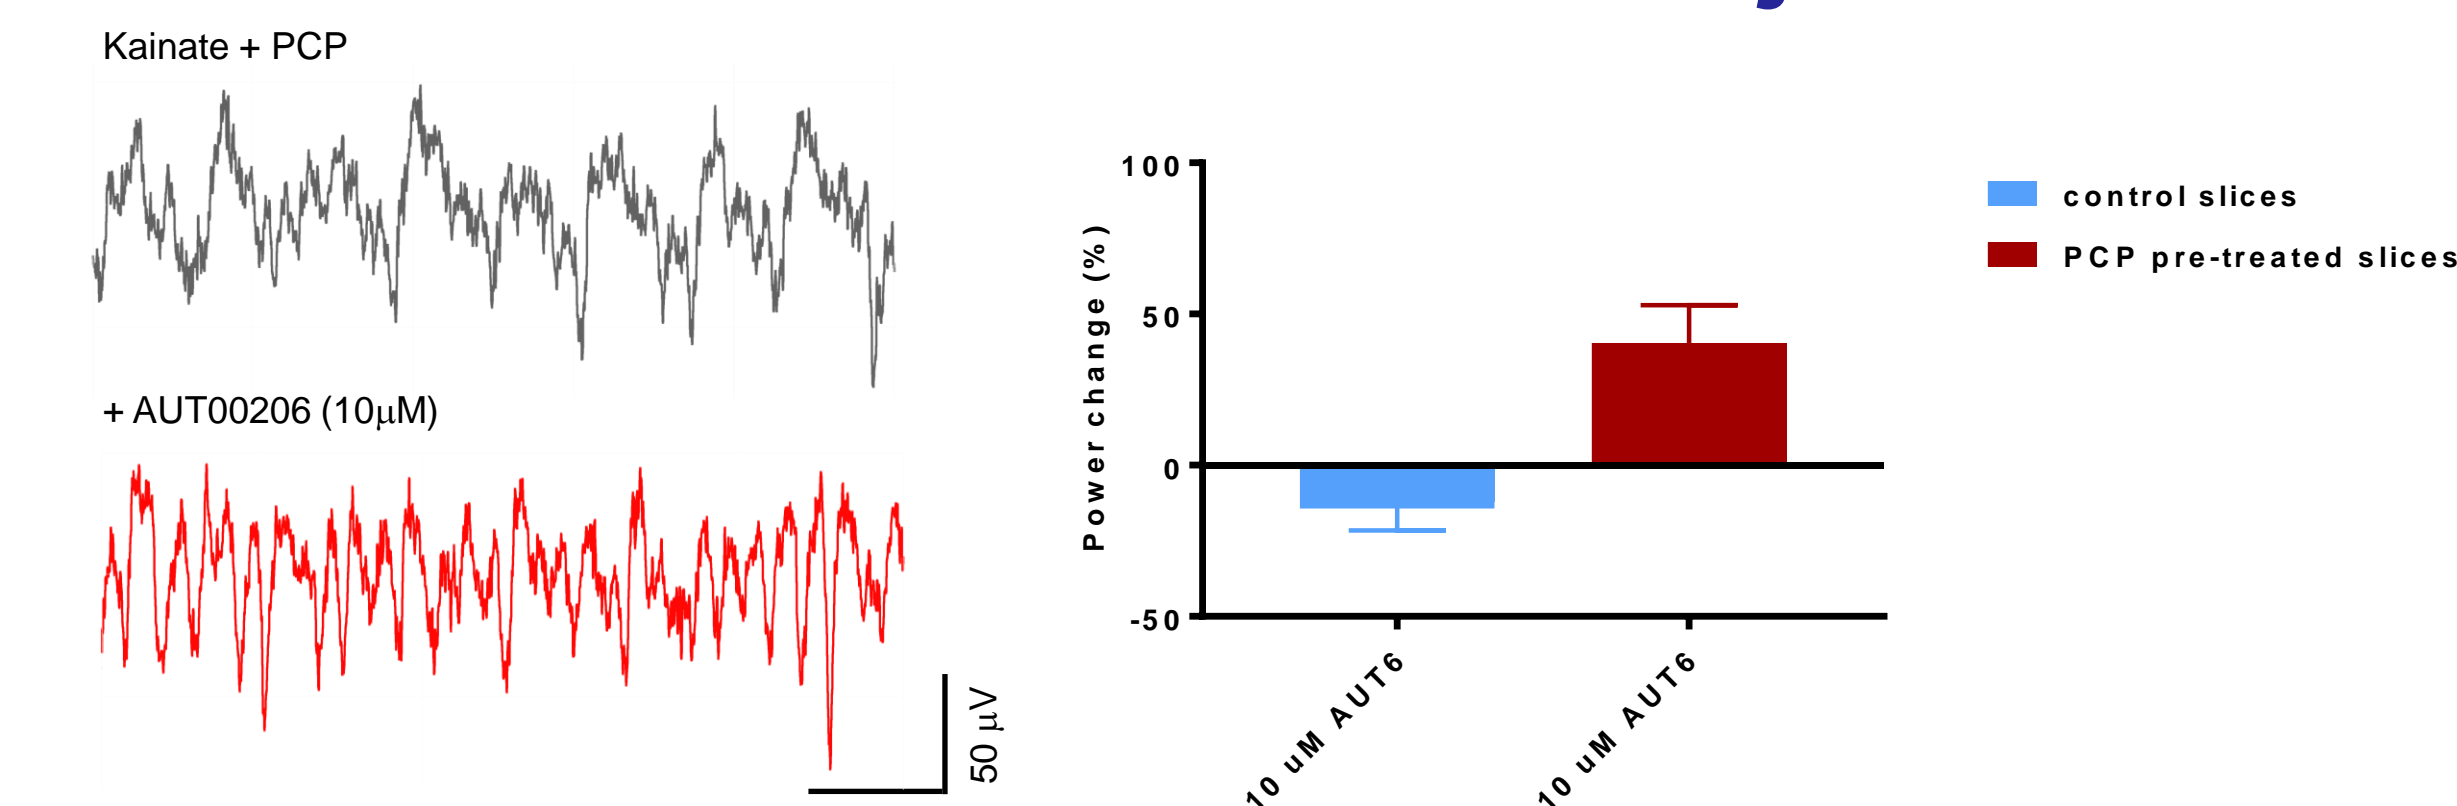 Kainate + PCP
+ AUT00206 (10μM)
50 μV
Power change (%)
100
50
0
-50
10 uM AUT6
10 uM AUT6
control slices
PCP pre-treated slices